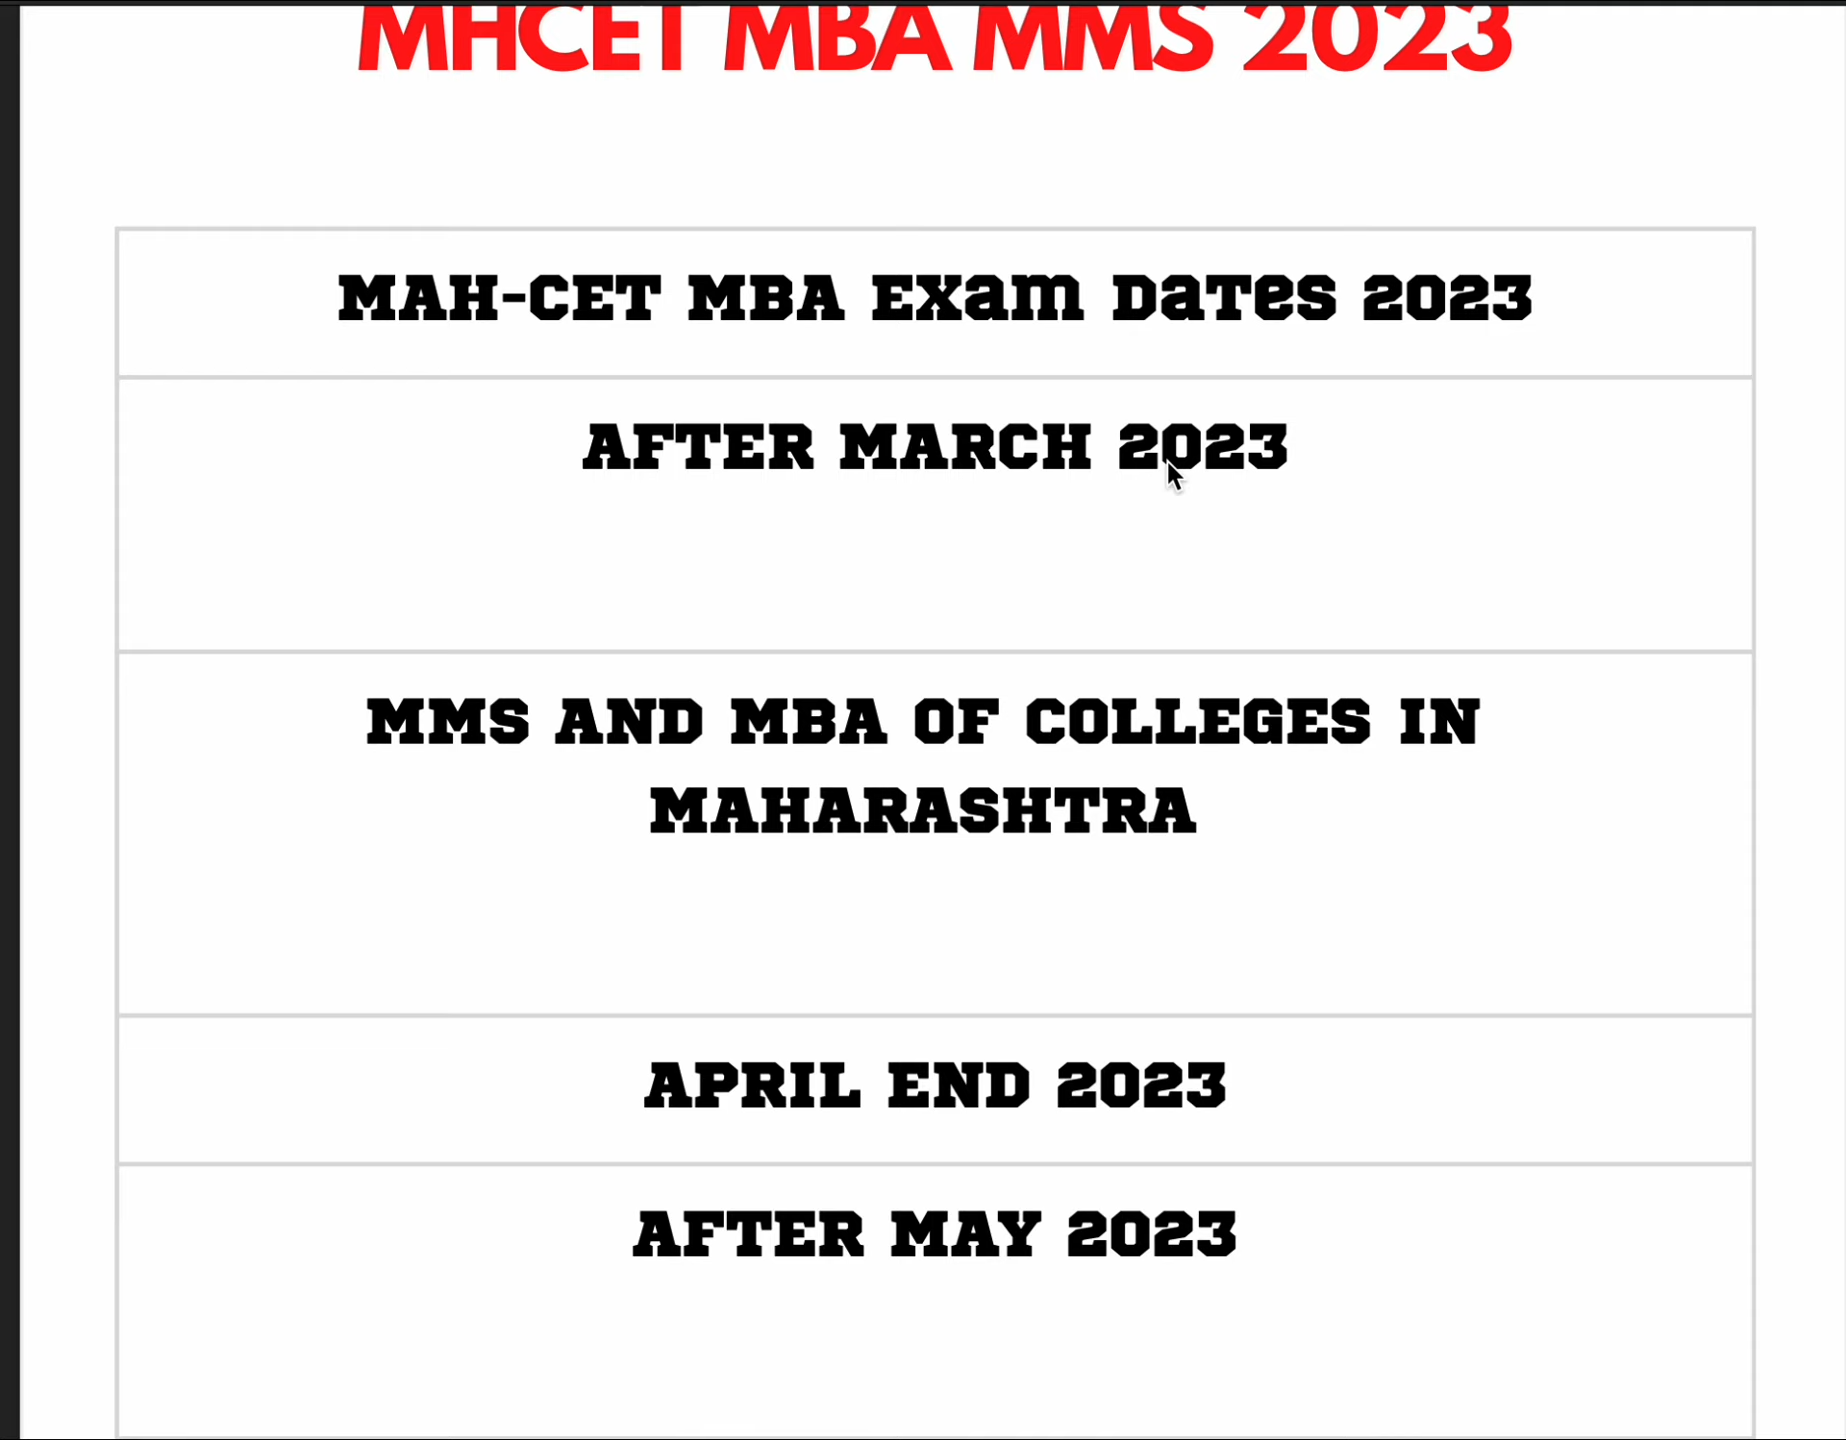 MHCET MBA MMS 2023
MAH-CET MBA Exam Dates 2023
AFTER MARCH 2023
MMS AND MBA OF COLLEGES IN
MAHARASHTRA
APRIL END 2023
AFTER MAY 2023